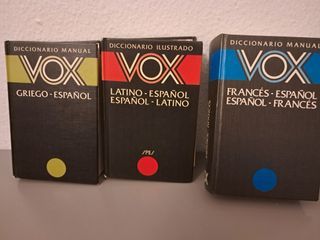 DICCIONARIO MANUAL
VOX
GRIEGO - ESPAÑOL
DICCIONARIO ILUSTRADO
VOX
LATINO - ESPAÑOL
ESPAÑOL - LATINO
SPES
DICCIONARIO MANUAL
VOX
FRANCÉS - ESPAÑOL
ESPAÑOL - FRANCÉS